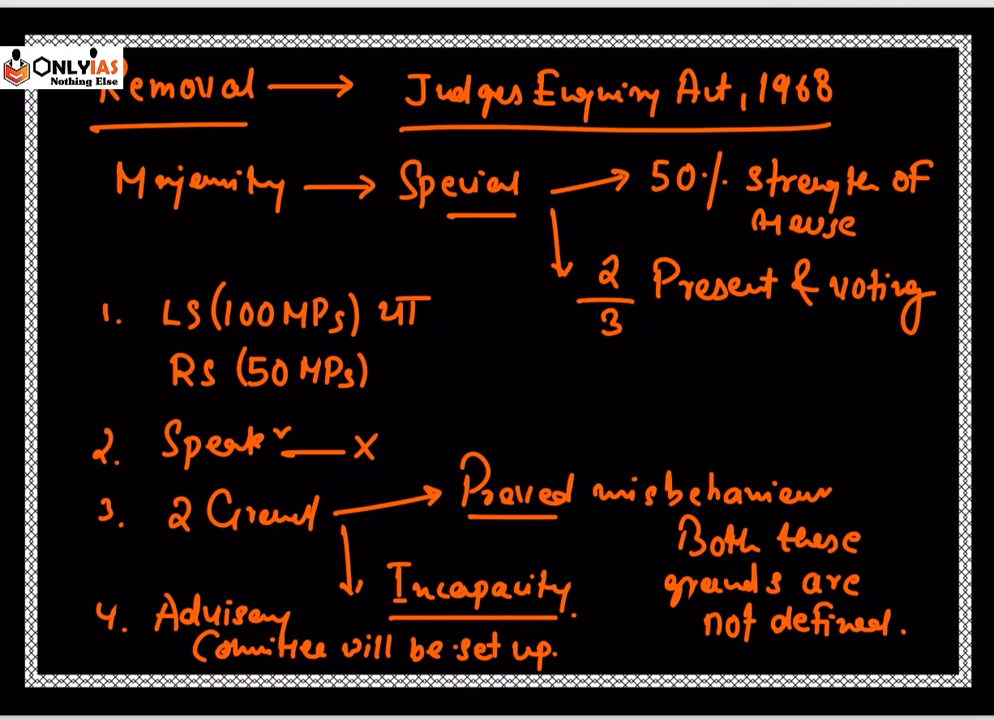 ONLYIAS
Nothing Else
Removal → Judges Enquiry Act, 1968
Majority → Special → 50% strength of
House
2/3 Present & voting
1. LS (100 MPs) या
RS (50 MPs)
2. Speaker — X
3. 2 Ground → Proved misbehaviour
Both these
Incapacity. grounds are
not defined.
4. Advisory
Committee will be set up.